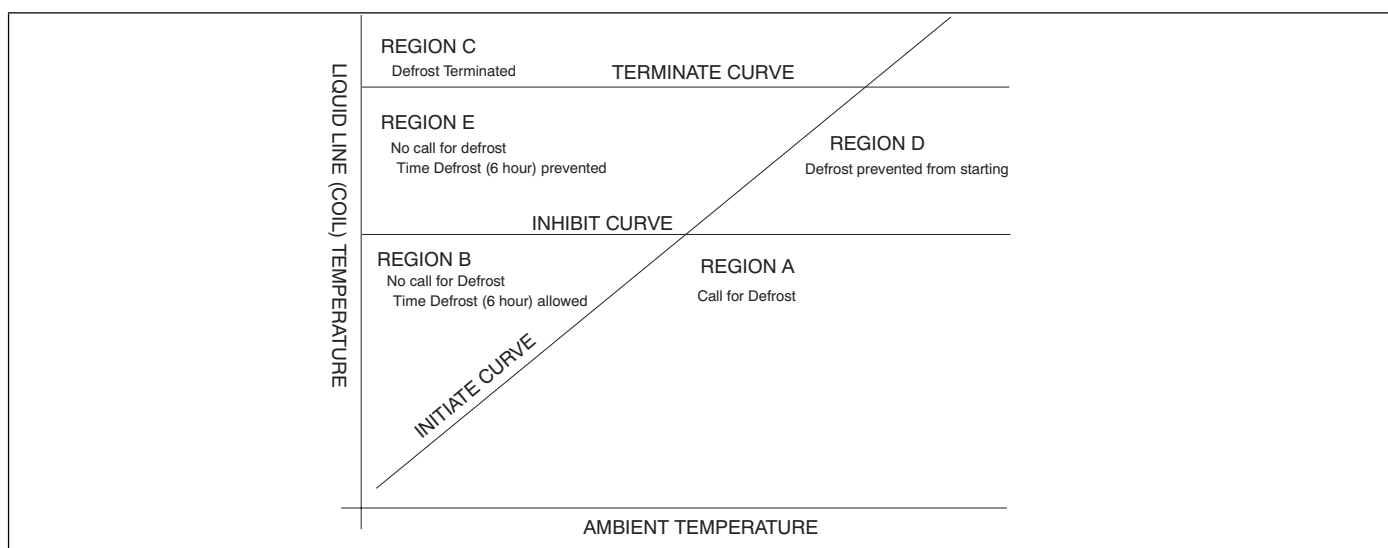 LIQUID LINE (COIL) TEMPERATURE
REGION C
Defrost Terminated
TERMINATE CURVE
REGION E
No call for defrost
Time Defrost (6 hour) prevented
REGION D
Defrost prevented from starting
INHIBIT CURVE
REGION B
No call for Defrost
Time Defrost (6 hour) allowed
REGION A
Call for Defrost
INITIATE CURVE
AMBIENT TEMPERATURE